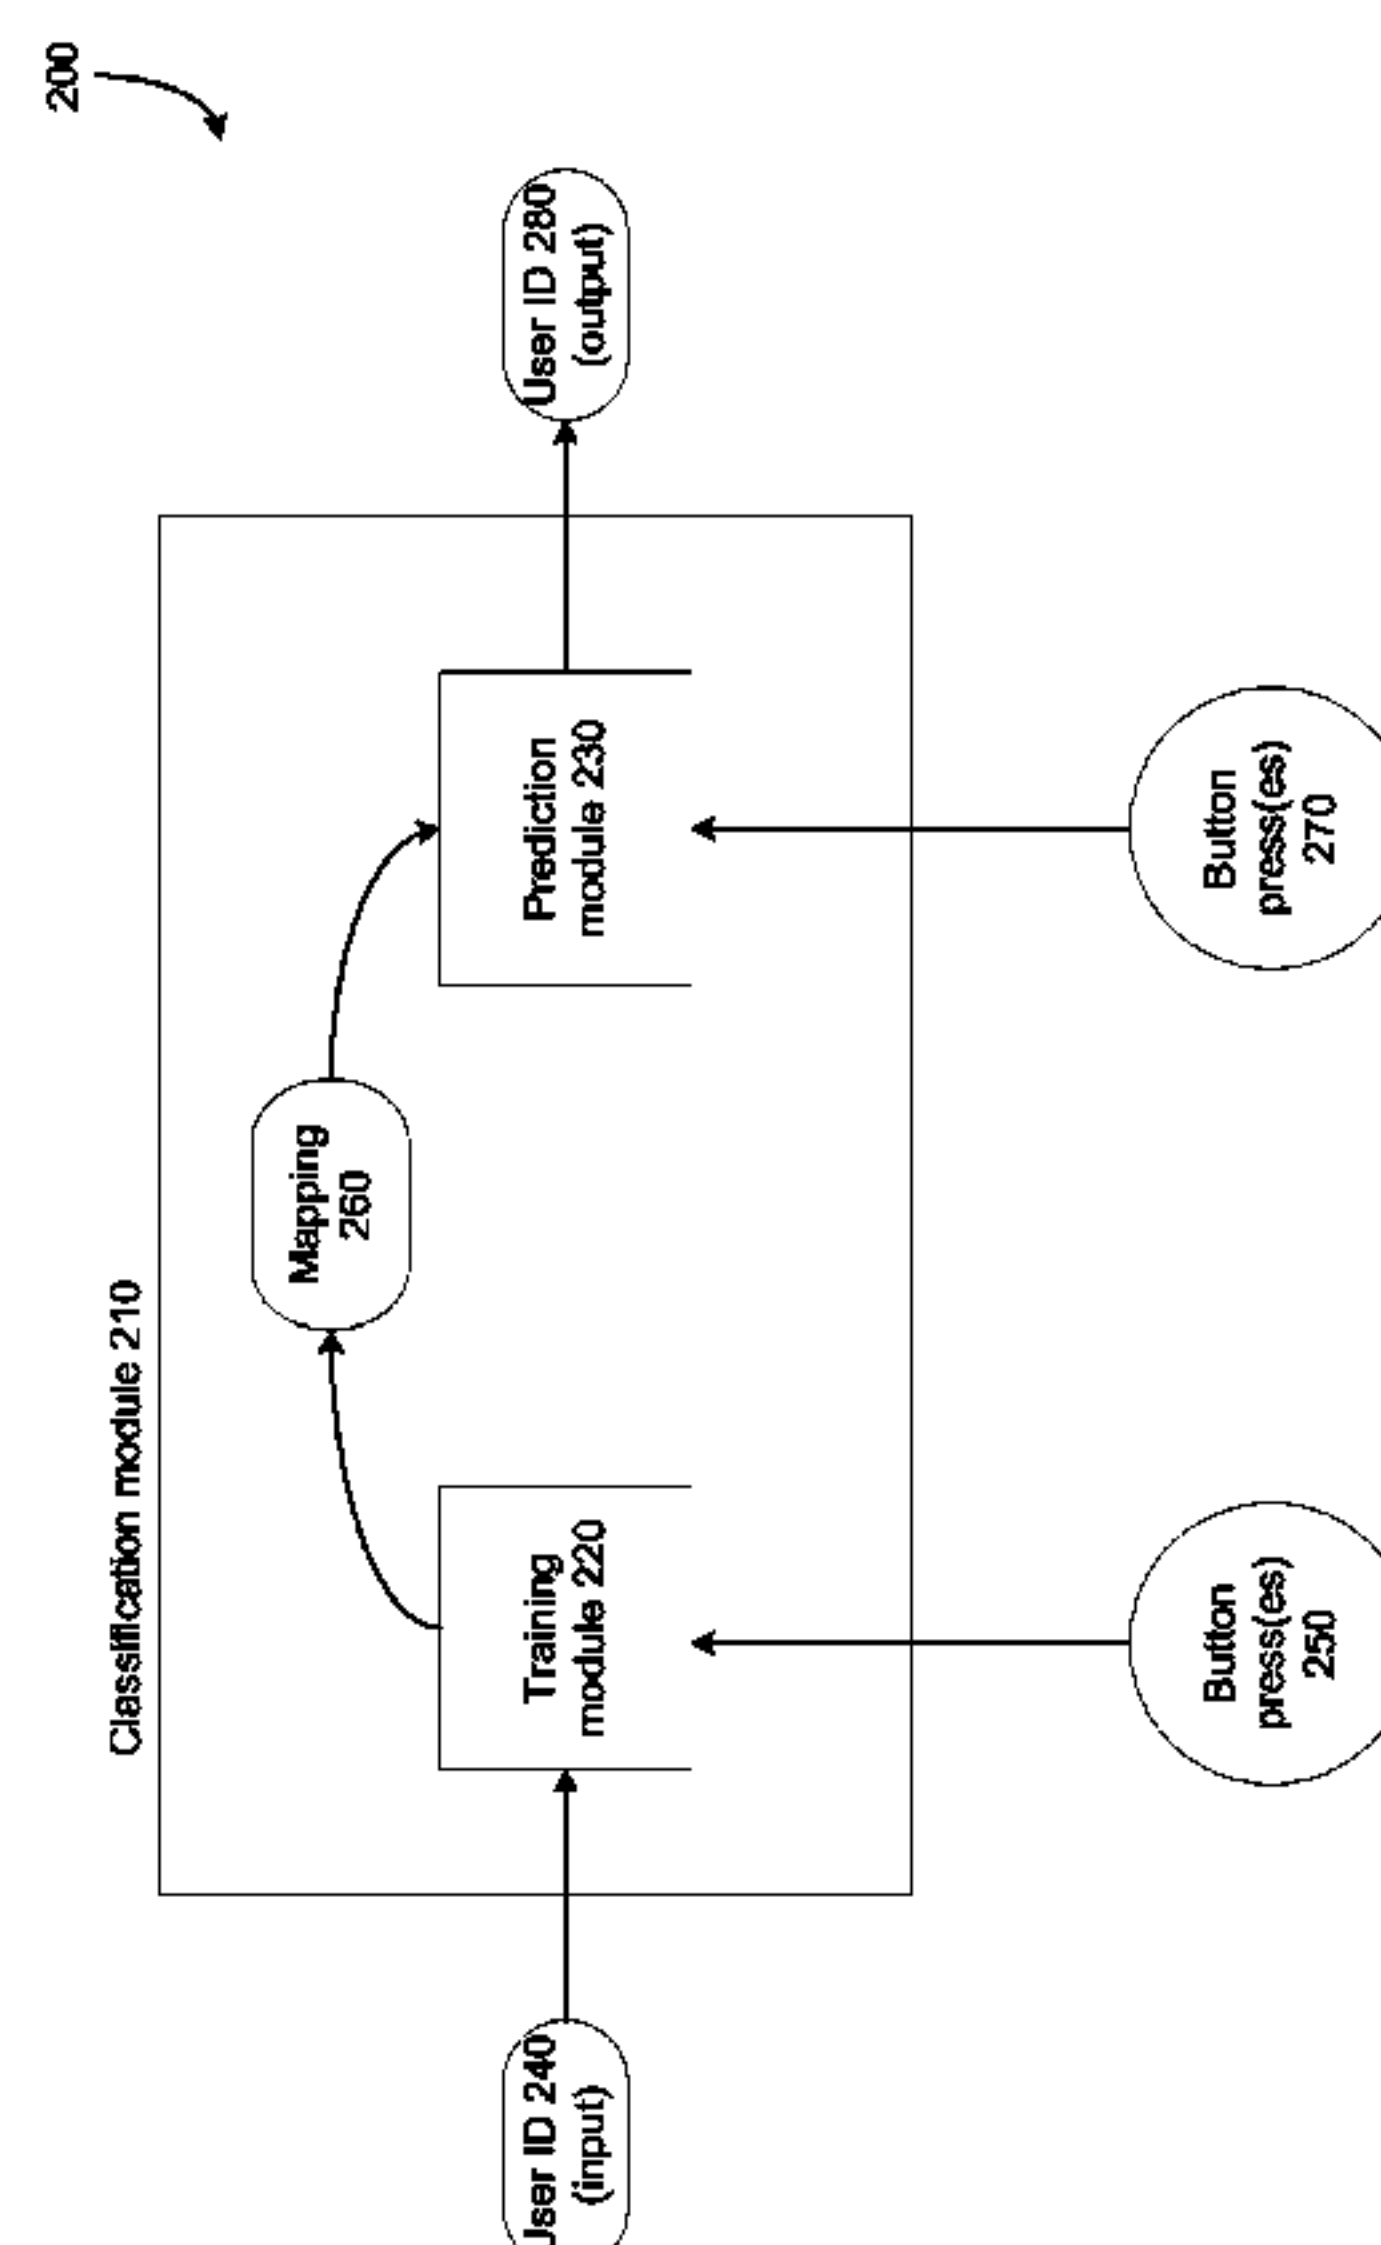 200
Classification module 210
Mapping
260
User ID 240
(input)
Training
module 220
Prediction
module 230
User ID 280
(output)
Button
press(es)
250
Button
press(es)
270